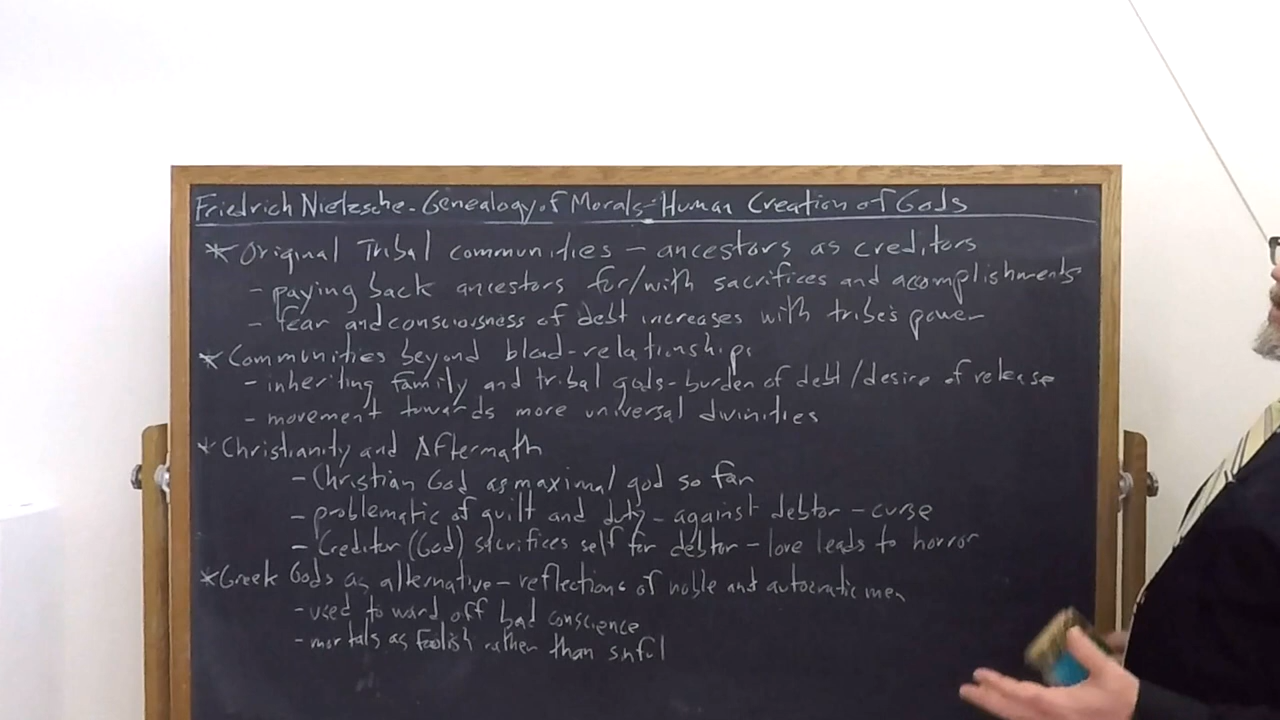 Friedrich Nietzsche - Genealogy of Morals - Human Creation of Gods
* Original Tribal communities - ancestors as creditors
- paying back ancestors for/with sacrifices and accomplishments
- fear and consciousness of debt increases with tribe's power
* Communities beyond blood-relationships
- inheriting family and tribal gods - burden of debt/desire of release
- movement towards more universal divinities
* Christianity and Aftermath
- Christian God as maximal god so far
- problematic of guilt and duty - against debtor - curse
- Creditor (God) sacrifices self for debtor - love leads to horror
* Greek Gods as alternative - reflections of noble and autocratic men
- used to ward off bad conscience
- mortals as foolish rather than sinful